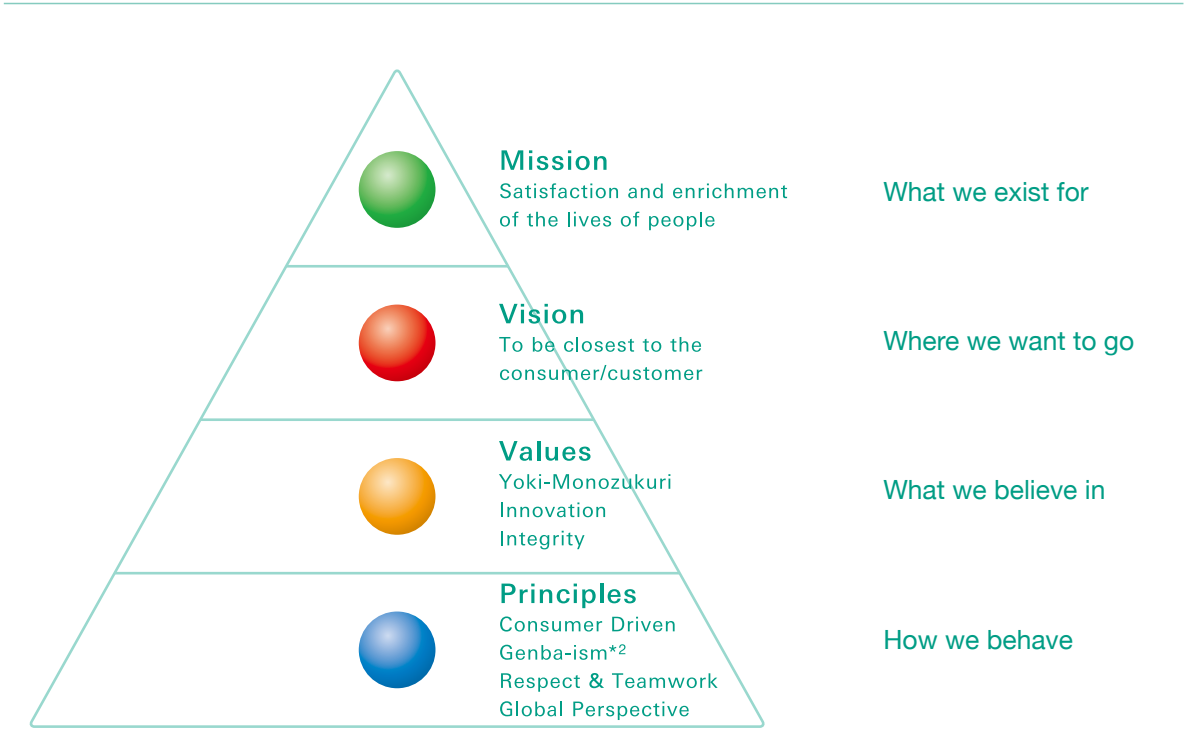 Mission
Satisfaction and enrichment
of the lives of people
What we exist for
Vision
To be closest to the
consumer/customer
Where we want to go
Values
Yoki-Monozukuri
Innovation
Integrity
What we believe in
Principles
Consumer Driven
Genba-ism*²
Respect & Teamwork
Global Perspective
How we behave